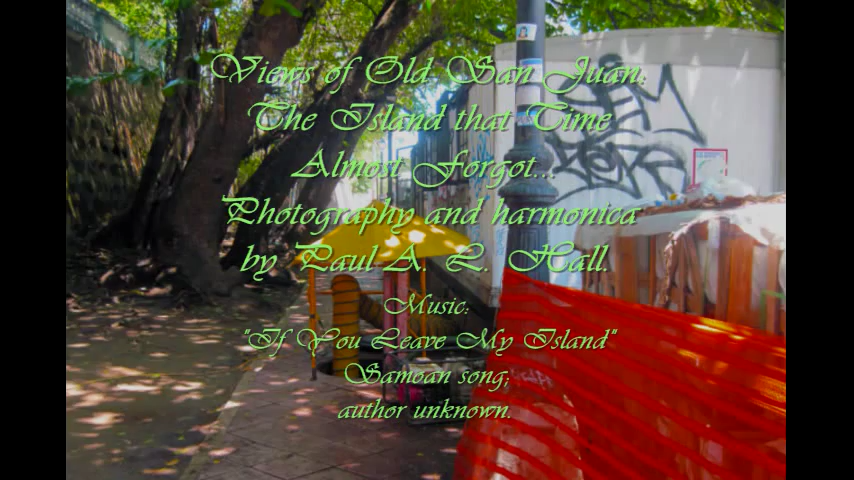 Views of Old San Juan:
The Island that Time
Almost Forgot...
Photography and harmonica
by Paul A. L. Hall.
Music:
"If You Leave My Island"
Samoan song;
author unknown.